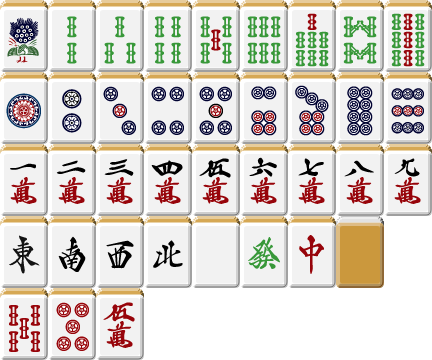 一萬 二萬 三萬 四萬 伍萬 六萬 七萬 八萬 九萬
東 南 西 北 發 中
伍萬